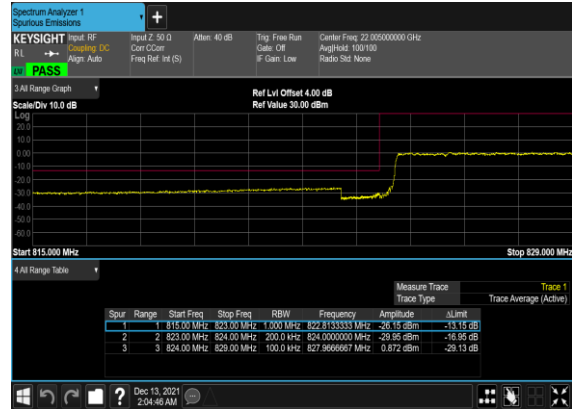 Spectrum Analyzer 1
Spurious Emissions
KEYSIGHT
RL
Input: RF
Coupling: DC
Align: Auto
Input Z: 50 Ω
Corr CCorr
Freq Ref: Int (S)
Atten: 40 dB
Trig: Free Run
Gate: Off
IF Gain: Low
Center Freq: 22.005000000 GHz
Avg|Hold: 100/100
Radio Std: None
LM PASS
3 All Range Graph
Scale/Div 10.0 dB
Ref Lvl Offset 4.00 dB
Ref Value 30.00 dBm
Log
20.0
10.0
0.00
-10.0
-20.0
-30.0
-40.0
-50.0
-60.0
Start 815.000 MHz
Stop 829.000 MHz
4 All Range Table
Measure Trace Trace 1
Trace Type Trace Average (Active)
Spur Range Start Freq Stop Freq RBW Frequency Amplitude ΔLimit
1 1 815.00 MHz 823.00 MHz 1.000 MHz 822.8133333 MHz -26.15 dBm -13.15 dB
2 2 823.00 MHz 824.00 MHz 200.0 kHz 824.0000000 MHz -29.95 dBm -16.95 dB
3 3 824.00 MHz 829.00 MHz 100.0 kHz 827.9666667 MHz 0.872 dBm -29.13 dB
?
Dec 13, 2021
2:04:46 AM